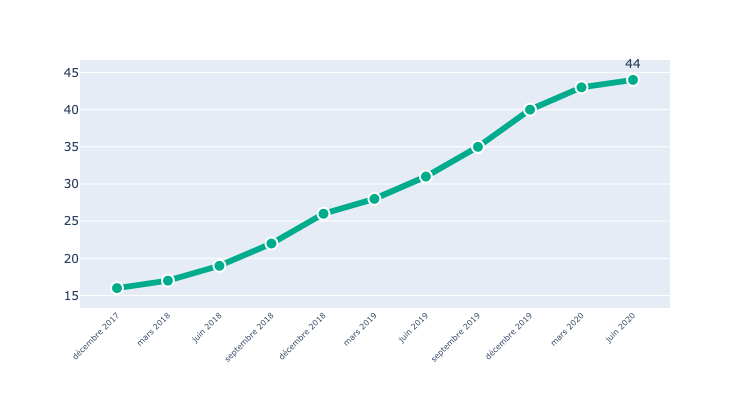 44
45
40
35
30
25
20
15
décembre 2017
mars 2018
juin 2018
septembre 2018
décembre 2018
mars 2019
juin 2019
septembre 2019
décembre 2019
mars 2020
juin 2020